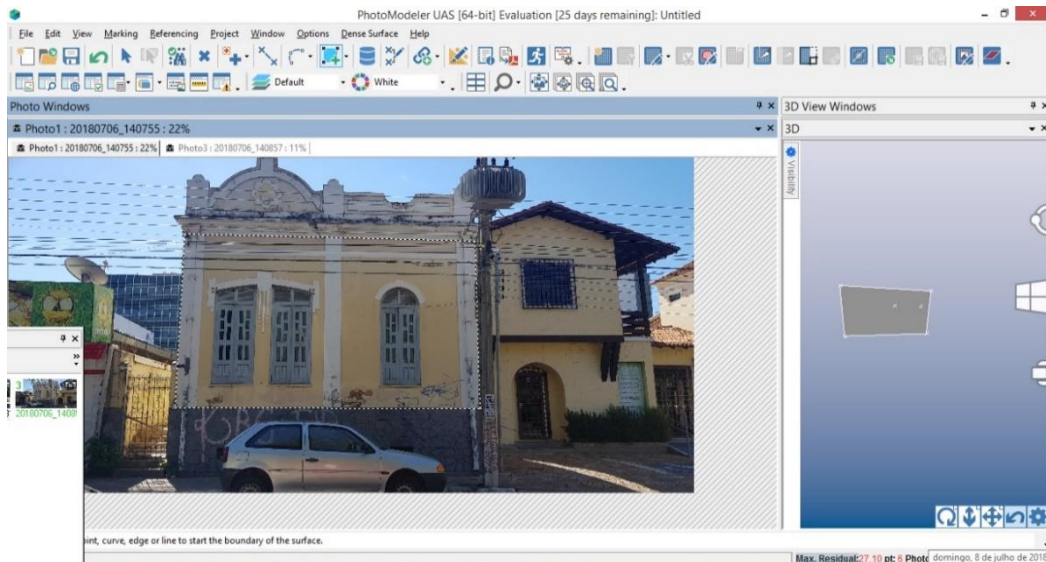 PhotoModeler UAS [64-bit] Evaluation [25 days remaining]: Untitled
File Edit View Marking Referencing Project Window Options Dense Surface Help
Default White
Photo Windows
3D View Windows
Photo1 : 20180706_140755 : 22%
3D
Photo1 : 20180706_140755 : 22% Photo3 : 20180706_140857 : 11%
Visibility
3
20180706_1408
int, curve, edge or line to start the boundary of the surface.
Max. Residual: 27.10 pt: 6 Photo
domingo, 8 de julho de 2018